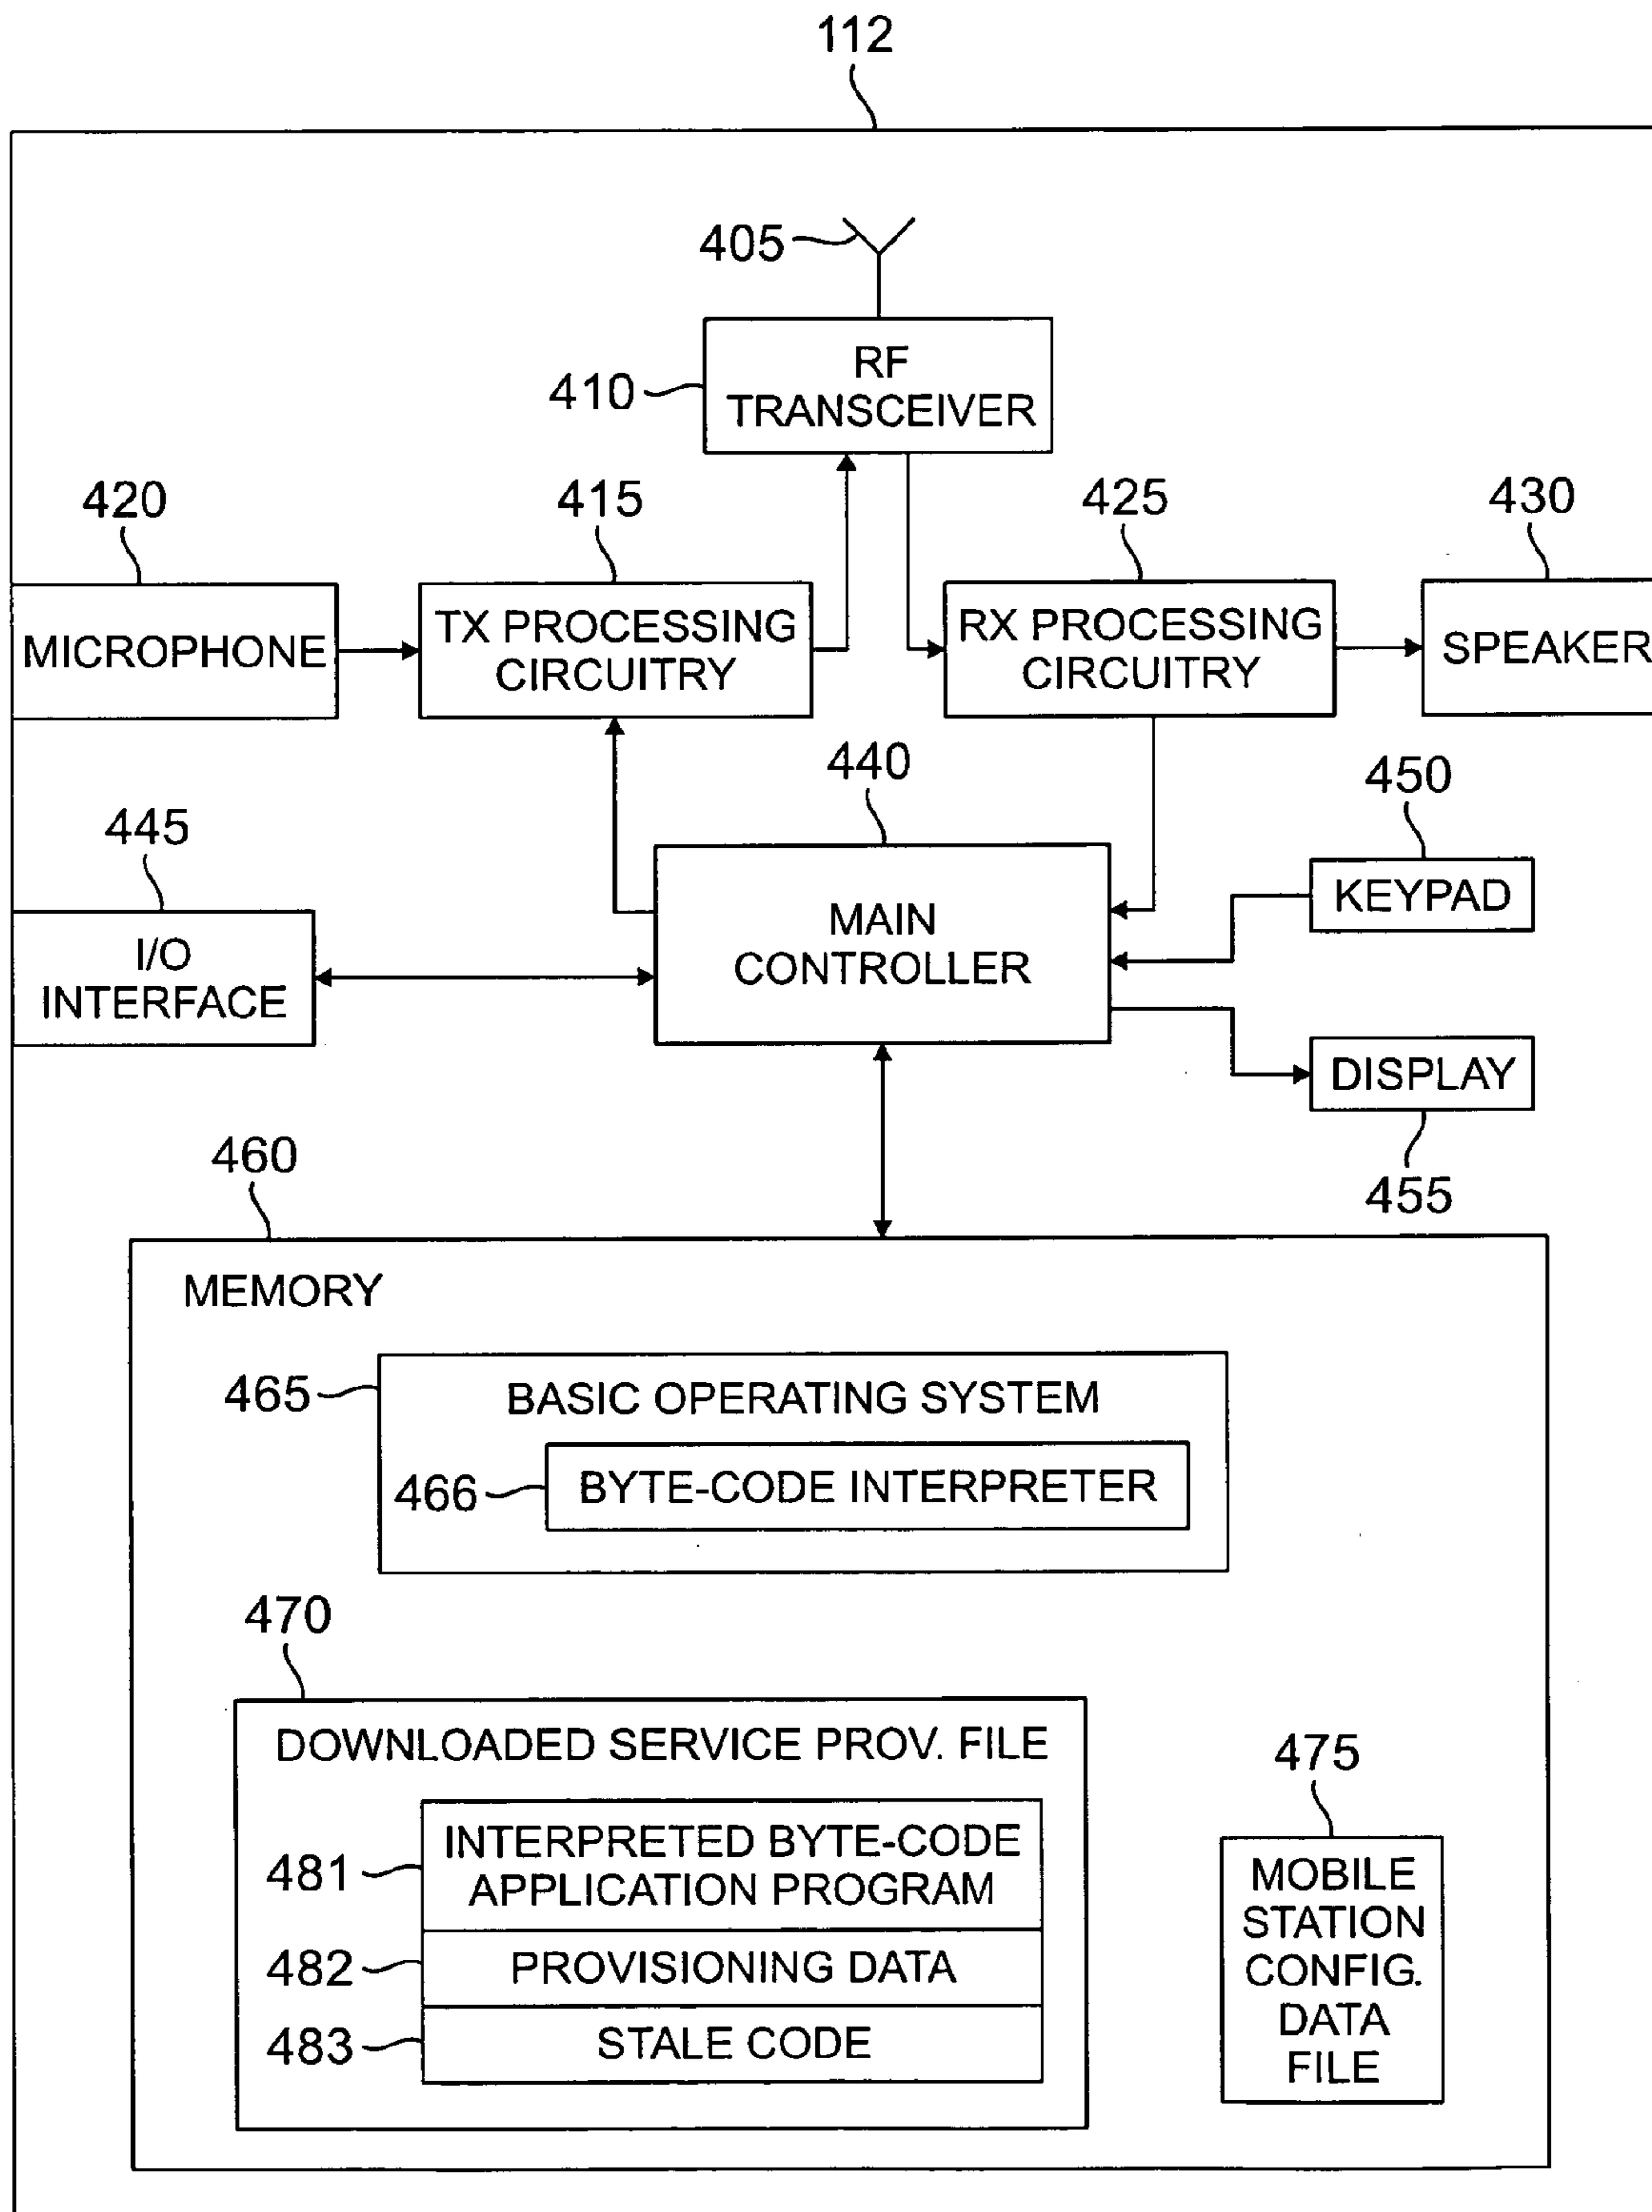 112
405
RF
TRANSCEIVER
410
420
415
425
430
MICROPHONE
TX PROCESSING
CIRCUITRY
RX PROCESSING
CIRCUITRY
SPEAKER
440
450
445
MAIN
CONTROLLER
KEYPAD
I/O
INTERFACE
DISPLAY
455
460
MEMORY
465
BASIC OPERATING SYSTEM
466
BYTE-CODE INTERPRETER
470
DOWNLOADED SERVICE PROV. FILE
481
INTERPRETED BYTE-CODE
APPLICATION PROGRAM
482
PROVISIONING DATA
483
STALE CODE
475
MOBILE
STATION
CONFIG.
DATA
FILE